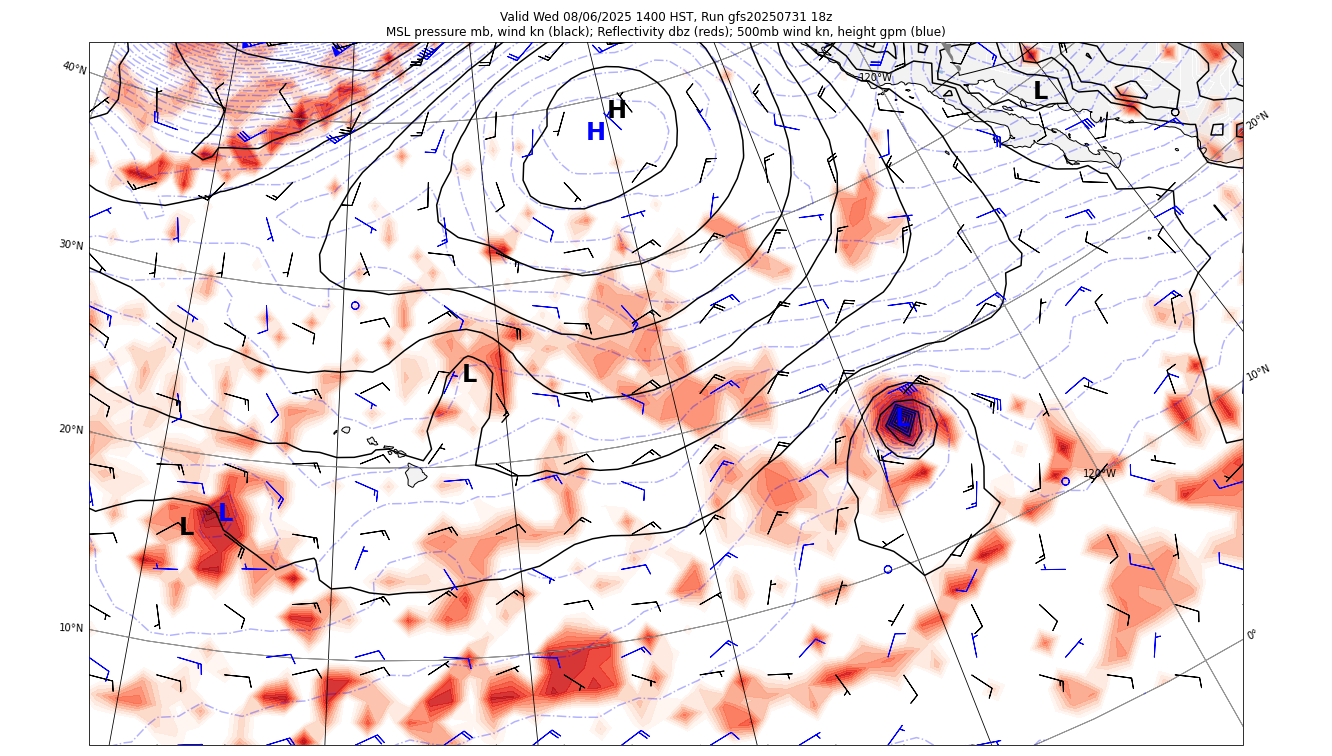 Valid Wed 08/06/2025 1400 HST, Run gfs20250731 18z
MSL pressure mb, wind kn (black); Reflectivity dbz (reds); 500mb wind kn, height gpm (blue)
40°N
120°W
L
H
20°N
H
30°N
10°N
L
L
20°N
120°W
L
L
10°N
0°